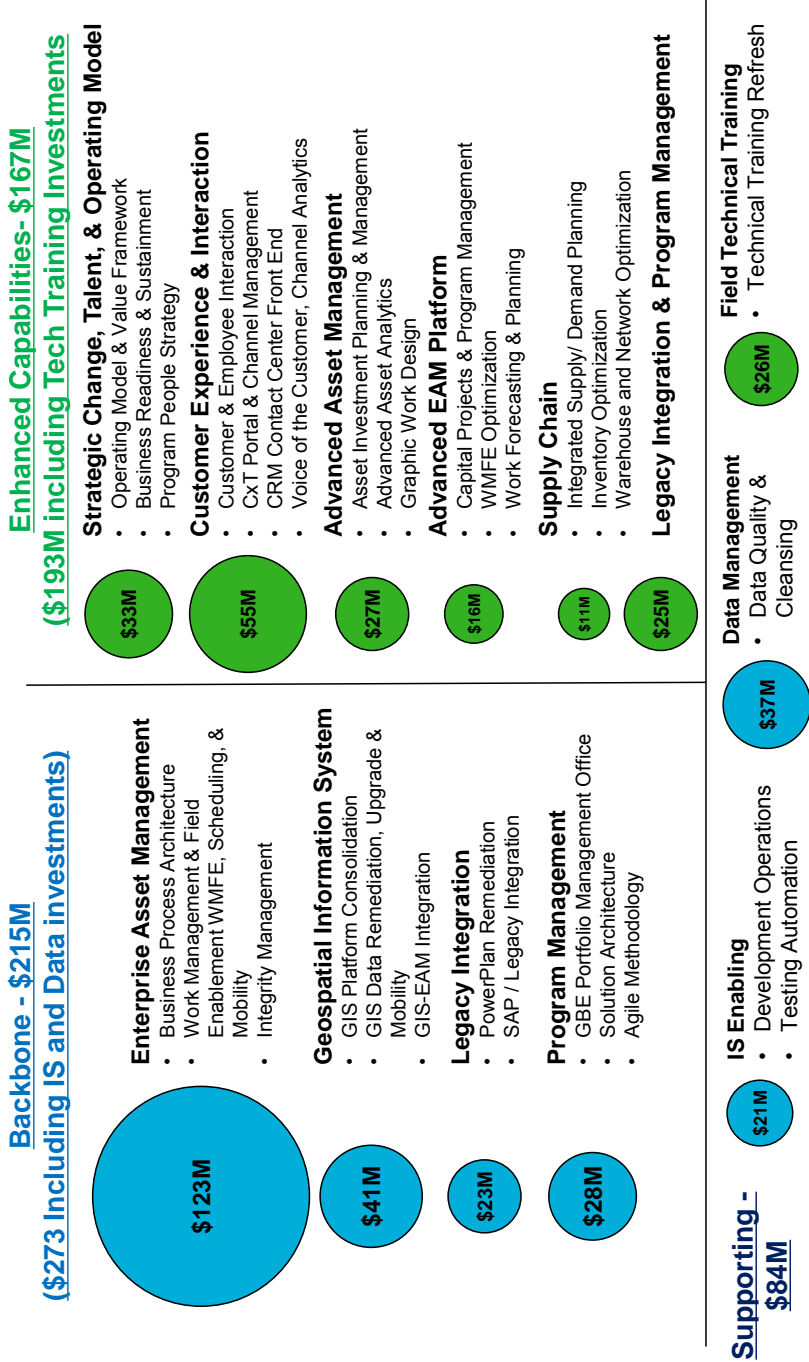 Backbone - $215M
($273 Including IS and Data investments)
$123M
Enterprise Asset Management
• Business Process Architecture
• Work Management & Field
Enablement WMFE, Scheduling, &
Mobility
• Integrity Management
$41M
Geospatial Information System
• GIS Platform Consolidation
• GIS Data Remediation, Upgrade &
Mobility
• GIS-EAM Integration
$23M
Legacy Integration
• PowerPlan Remediation
• SAP / Legacy Integration
$28M
Program Management
• GBE Portfolio Management Office
• Solution Architecture
• Agile Methodology
Enhanced Capabilities- $167M
($193M including Tech Training Investments
$33M
Strategic Change, Talent, & Operating Model
• Operating Model & Value Framework
• Business Readiness & Sustainment
• Program People Strategy
$55M
Customer Experience & Interaction
• Customer & Employee Interaction
• CxT Portal & Channel Management
• CRM Contact Center Front End
• Voice of the Customer, Channel Analytics
$27M
Advanced Asset Management
• Asset Investment Planning & Management
• Advanced Asset Analytics
• Graphic Work Design
$16M
Advanced EAM Platform
• Capital Projects & Program Management
• WMFE Optimization
• Work Forecasting & Planning
$11M
Supply Chain
• Integrated Supply/ Demand Planning
• Inventory Optimization
• Warehouse and Network Optimization
$25M
Legacy Integration & Program Management
Supporting -
$84M
$21M
IS Enabling
• Development Operations
• Testing Automation
$37M
Data Management
• Data Quality &
Cleansing
$26M
Field Technical Training
• Technical Training Refresh